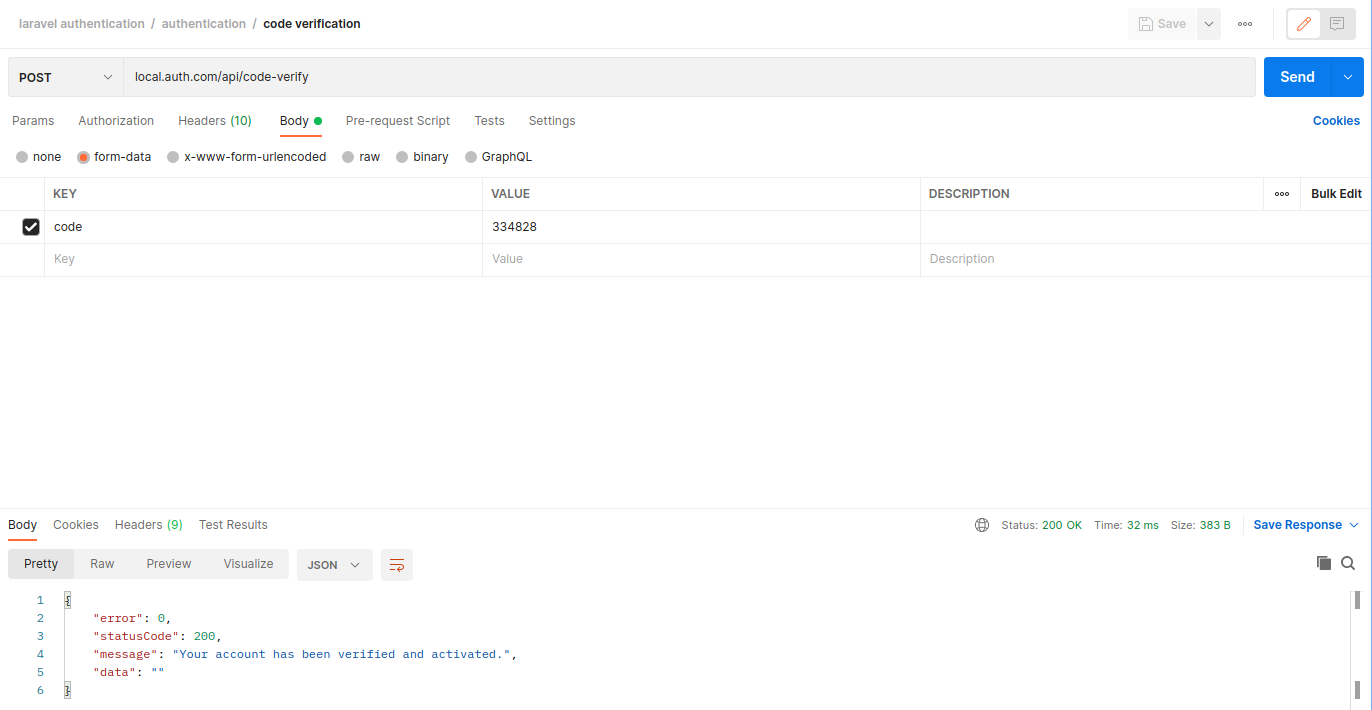 laravel authentication / authentication / code verification
Save
POST
local.auth.com/api/code-verify
Send
Params Authorization Headers (10) Body Pre-request Script Tests Settings Cookies
none form-data x-www-form-urlencoded raw binary GraphQL
KEY VALUE DESCRIPTION Bulk Edit
code 334828
Key Value Description
Body Cookies Headers (9) Test Results Status: 200 OK Time: 32 ms Size: 383 B Save Response
Pretty Raw Preview Visualize JSON
1 {
2 "error": 0,
3 "statusCode": 200,
4 "message": "Your account has been verified and activated.",
5 "data": ""
6 }